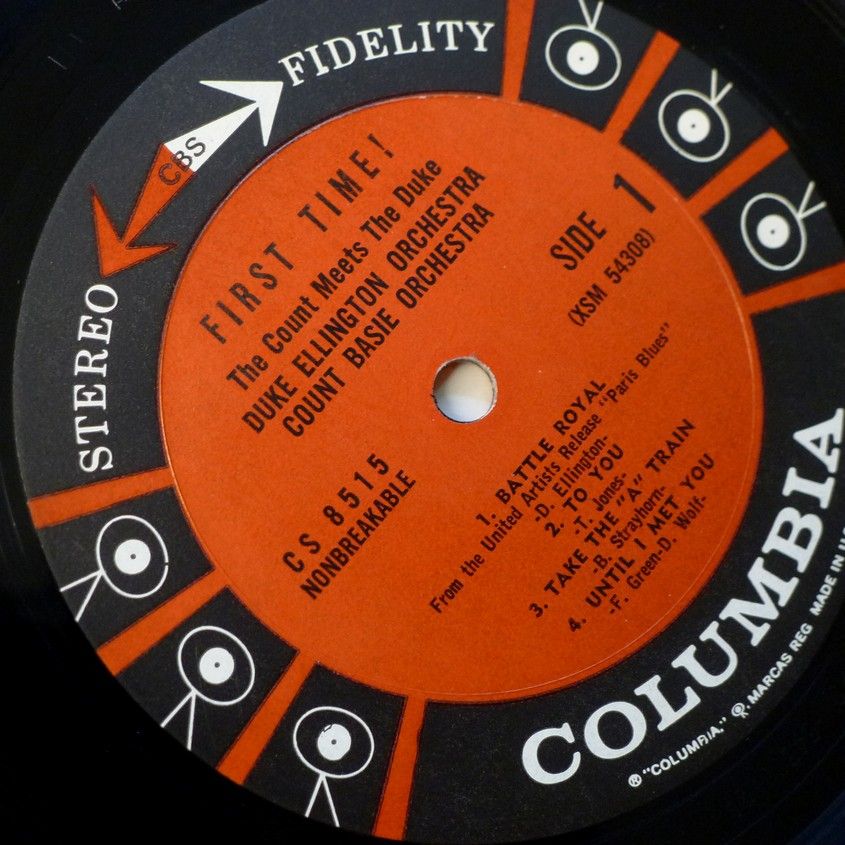 STEREO
CBS
FIDELITY
FIRST TIME!
The Count Meets The Duke
DUKE ELLINGTON ORCHESTRA
COUNT BASIE ORCHESTRA
SIDE 1
(XSM 54308)
CS 8515
NONBREAKABLE
1. BATTLE ROYAL
From the United Artists Release "Paris Blues"
-D. Ellington-
2. TO YOU
-T. Jones-
3. TAKE THE "A" TRAIN
-B. Strayhorn-
4. UNTIL I MET YOU
-F. Green-D. Wolf-
COLUMBIA
® "COLUMBIA," MARCAS REG MADE IN U.S.